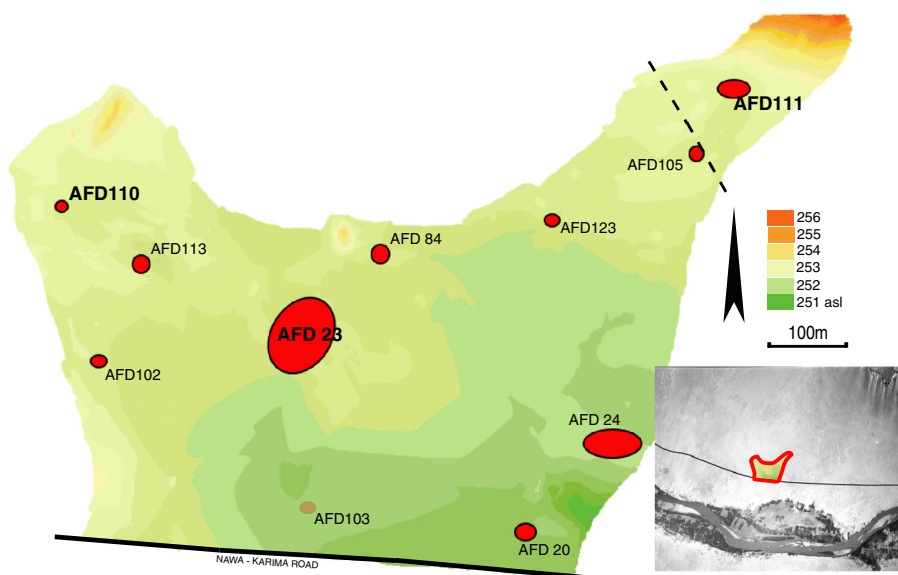 AFD111
AFD105
AFD110
AFD123
AFD 84
AFD113
256
255
254
253
252
251 asl
100m
AFD 23
AFD102
AFD 24
AFD103
AFD 20
NAWA - KARIMA ROAD